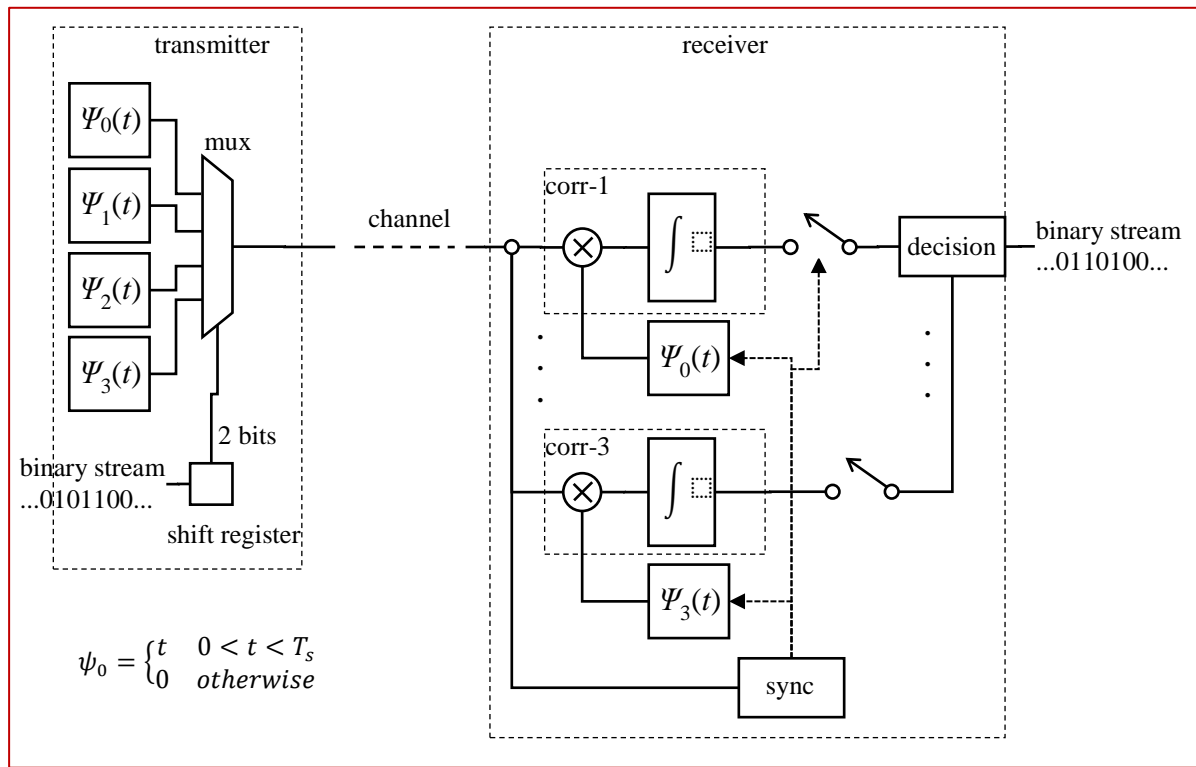 transmitter
receiver
Ψ0(t)
mux
Ψ1(t)
corr-1
∫
channel
decision
binary stream
...0110100...
Ψ2(t)
Ψ0(t)
Ψ3(t)
2 bits
corr-3
∫
binary stream
...0101100...
shift register
Ψ3(t)
ψ0 = {t 0 < t < Ts
0 otherwise
sync